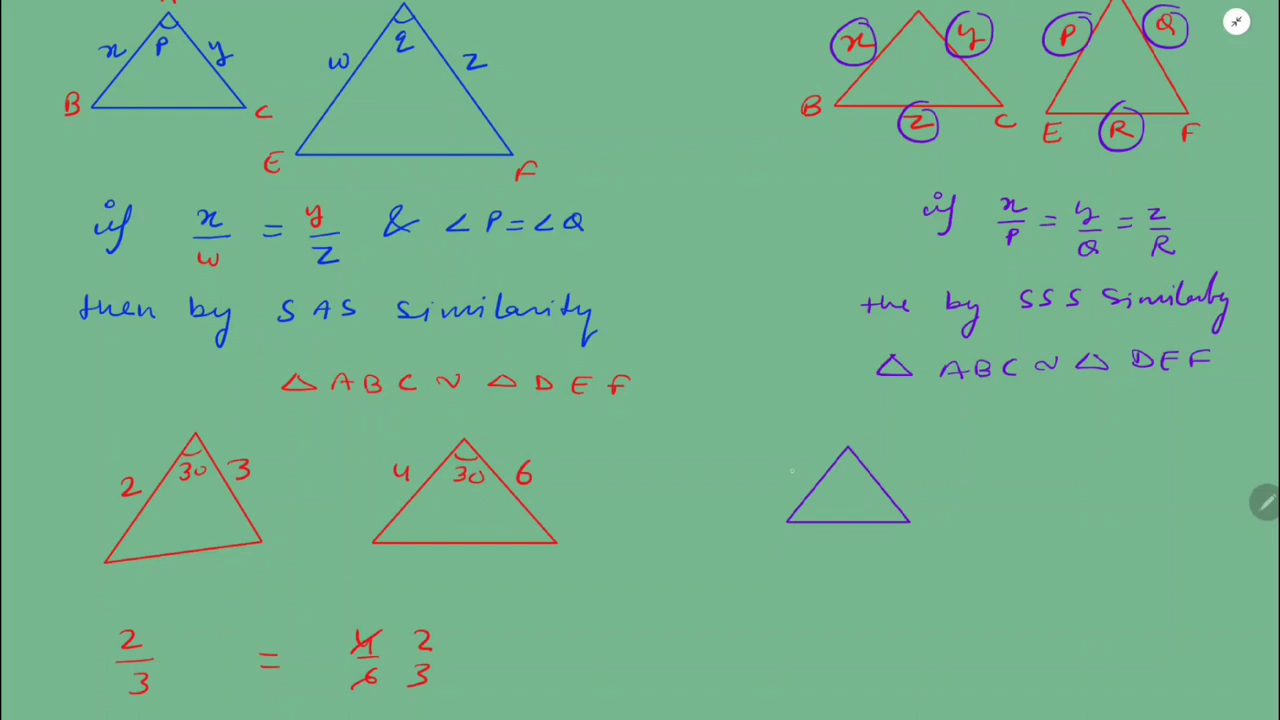 x P y
B C
w q z
E F
if x/w = y/z & ∠P = ∠Q
then by SAS similarity
△ ABC ~ △ DEF
2 30 3
4 30 6
2/3 = 4/6 2/3
x y
B z C
P Q
E R F
if x/P = y/Q = z/R
the by SSS similarity
△ ABC ~ △ DEF